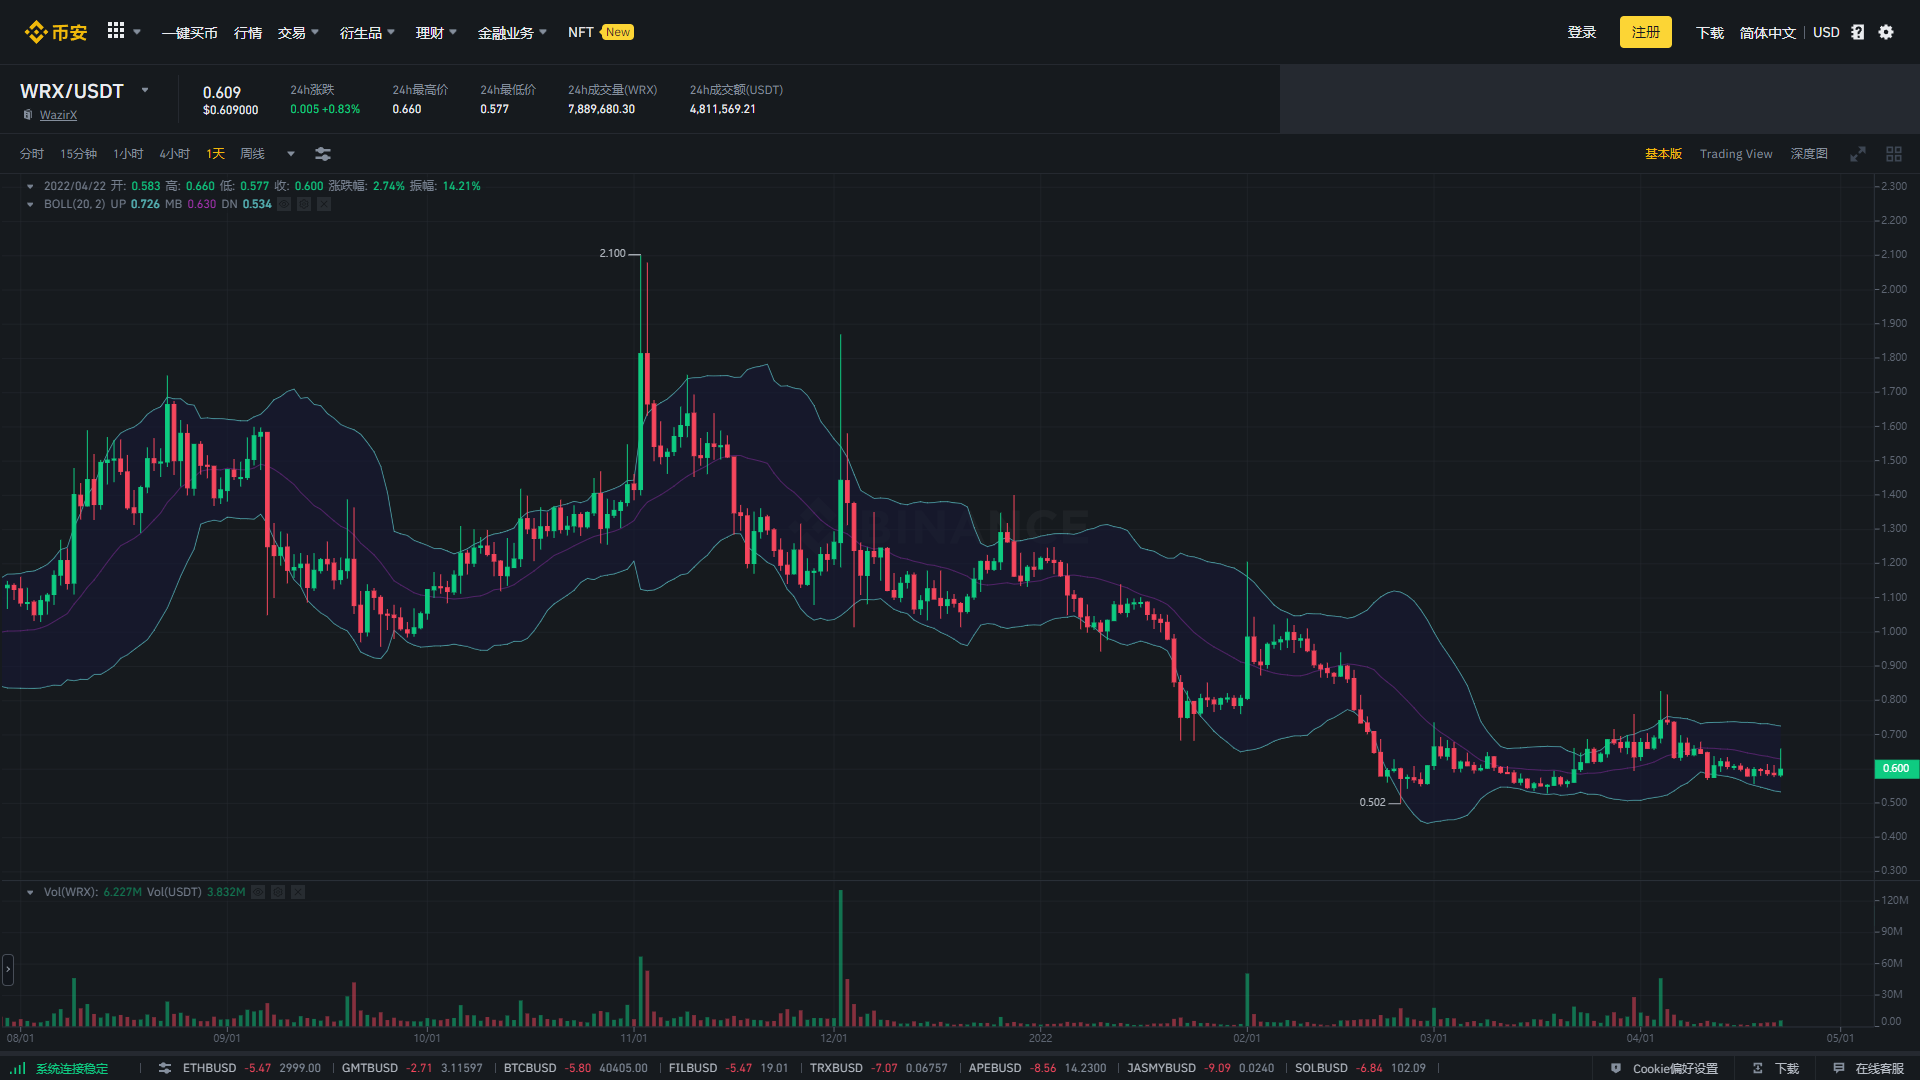 币安 一键买币 行情 交易 衍生品 理财 金融业务 NFT New 登录 注册 下载 简体中文 USD
WRX/USDT
WazirX
0.609
$0.609000
24h涨跌
0.005 +0.83%
24h最高价
0.660
24h最低价
0.577
24h成交量(WRX)
7,889,680.30
24h成交额(USDT)
4,811,569.21
分时 15分钟 1小时 4小时 1天 周线 基本版 Trading View 深度图
2022/04/22 开: 0.583 高: 0.660 低: 0.577 收: 0.600 涨跌幅: 2.74% 振幅: 14.21%
BOLL(20, 2) UP 0.726 MB 0.630 DN 0.534
2.300
2.200
2.100
2.100
2.000
1.900
1.800
1.700
1.600
1.500
1.400
1.300
BINANCE
1.200
1.100
1.000
0.900
0.800
0.700
0.600
0.502
0.500
0.400
0.300
Vol(WRX): 6.227M Vol(USDT) 3.832M
120M
90M
60M
30M
0.00
08/01 09/01 10/01 11/01 12/01 2022 02/01 03/01 04/01 05/01
系统连接稳定 ETHBUSD -5.47 2999.00 GMTBUSD -2.71 3.11597 BTCBUSD -5.80 40405.00 FILBUSD -5.47 19.01 TRXBUSD -7.07 0.06757 APEBUSD -8.56 14.2300 JASMYBUSD -9.09 0.0240 SOLBUSD -6.84 102.09 Cookie偏好设置 下载 在线客服